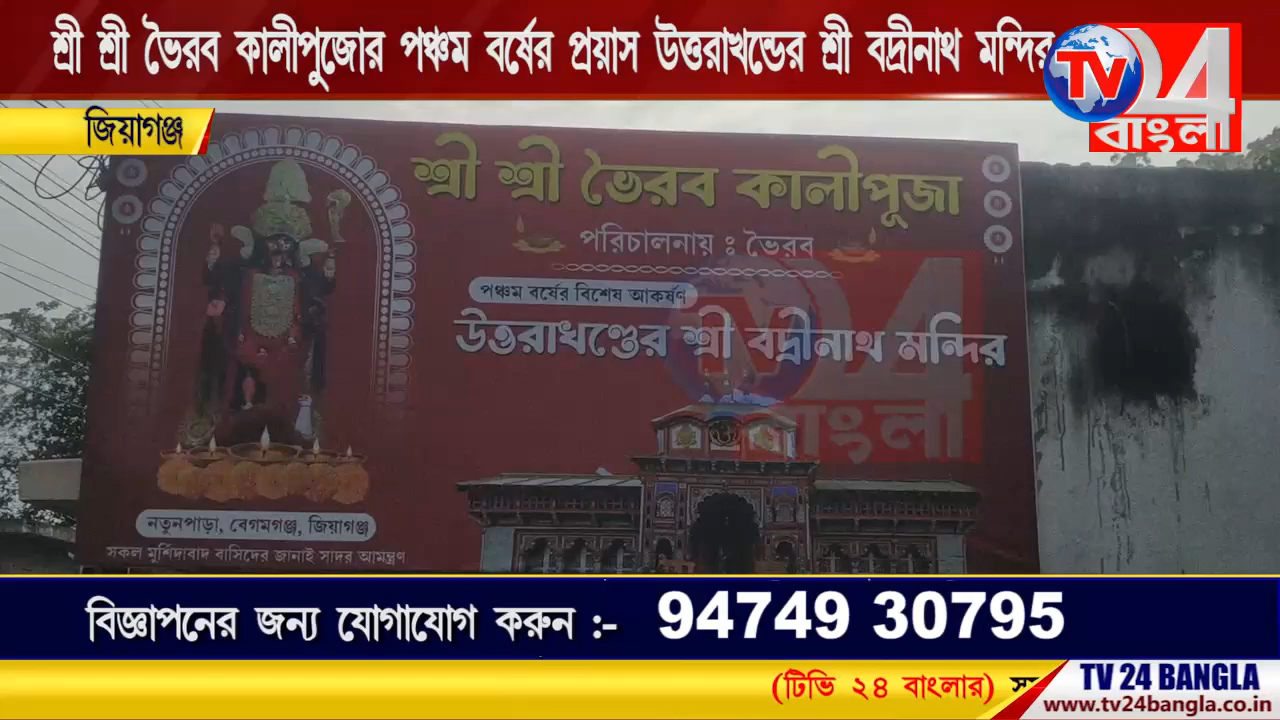 শ্রী শ্রী ভৈরব কালীপুজোর পঞ্চম বর্ষের প্রয়াস উত্তরাখন্ডের শ্রী বদ্রীনাথ মন্দির
TV 24
বাংলা
জিয়াগঞ্জ
শ্রী শ্রী ভৈরব কালীপূজা
পরিচালনায় : ভৈরব
পঞ্চম বর্ষের বিশেষ আকর্ষণ
উত্তরাখণ্ডের শ্রী বদ্রীনাথ মন্দির
TV 24
বাংলা
নতুনপাড়া, বেগমগঞ্জ, জিয়াগঞ্জ
সকল মুর্শিদাবাদ বাসিদের জানাই সাদর আমন্ত্রণ
বিজ্ঞাপনের জন্য যোগাযোগ করুন :- 94749 30795
(টিভি ২৪ বাংলার)
TV 24 BANGLA
www.tv24bangla.co.in